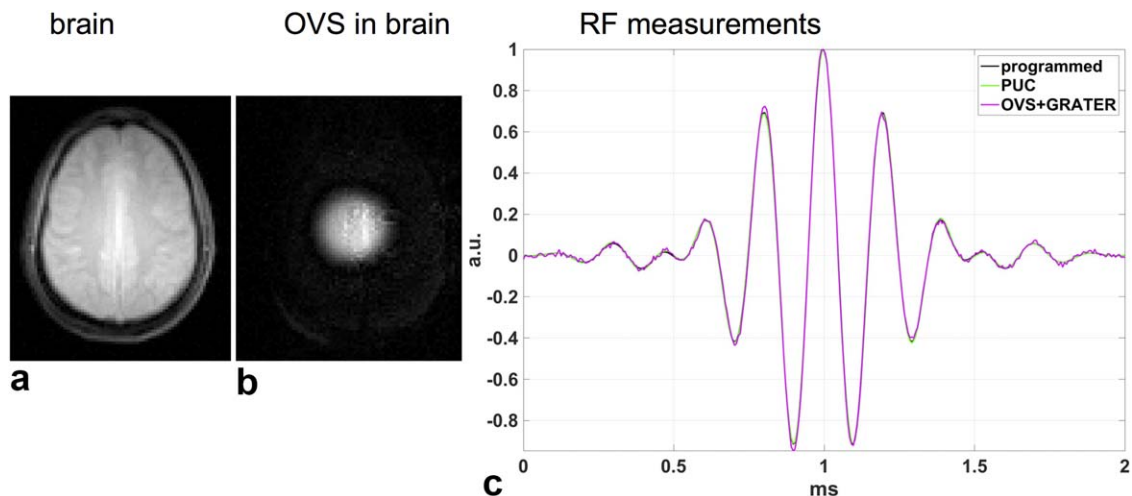 brain
OVS in brain
RF measurements
a
b
c
programmed
PUC
OVS+GRATER
1
0.8
0.6
0.4
0.2
0
-0.2
-0.4
-0.6
-0.8
a.u.
0 0.5 1 1.5 2
ms